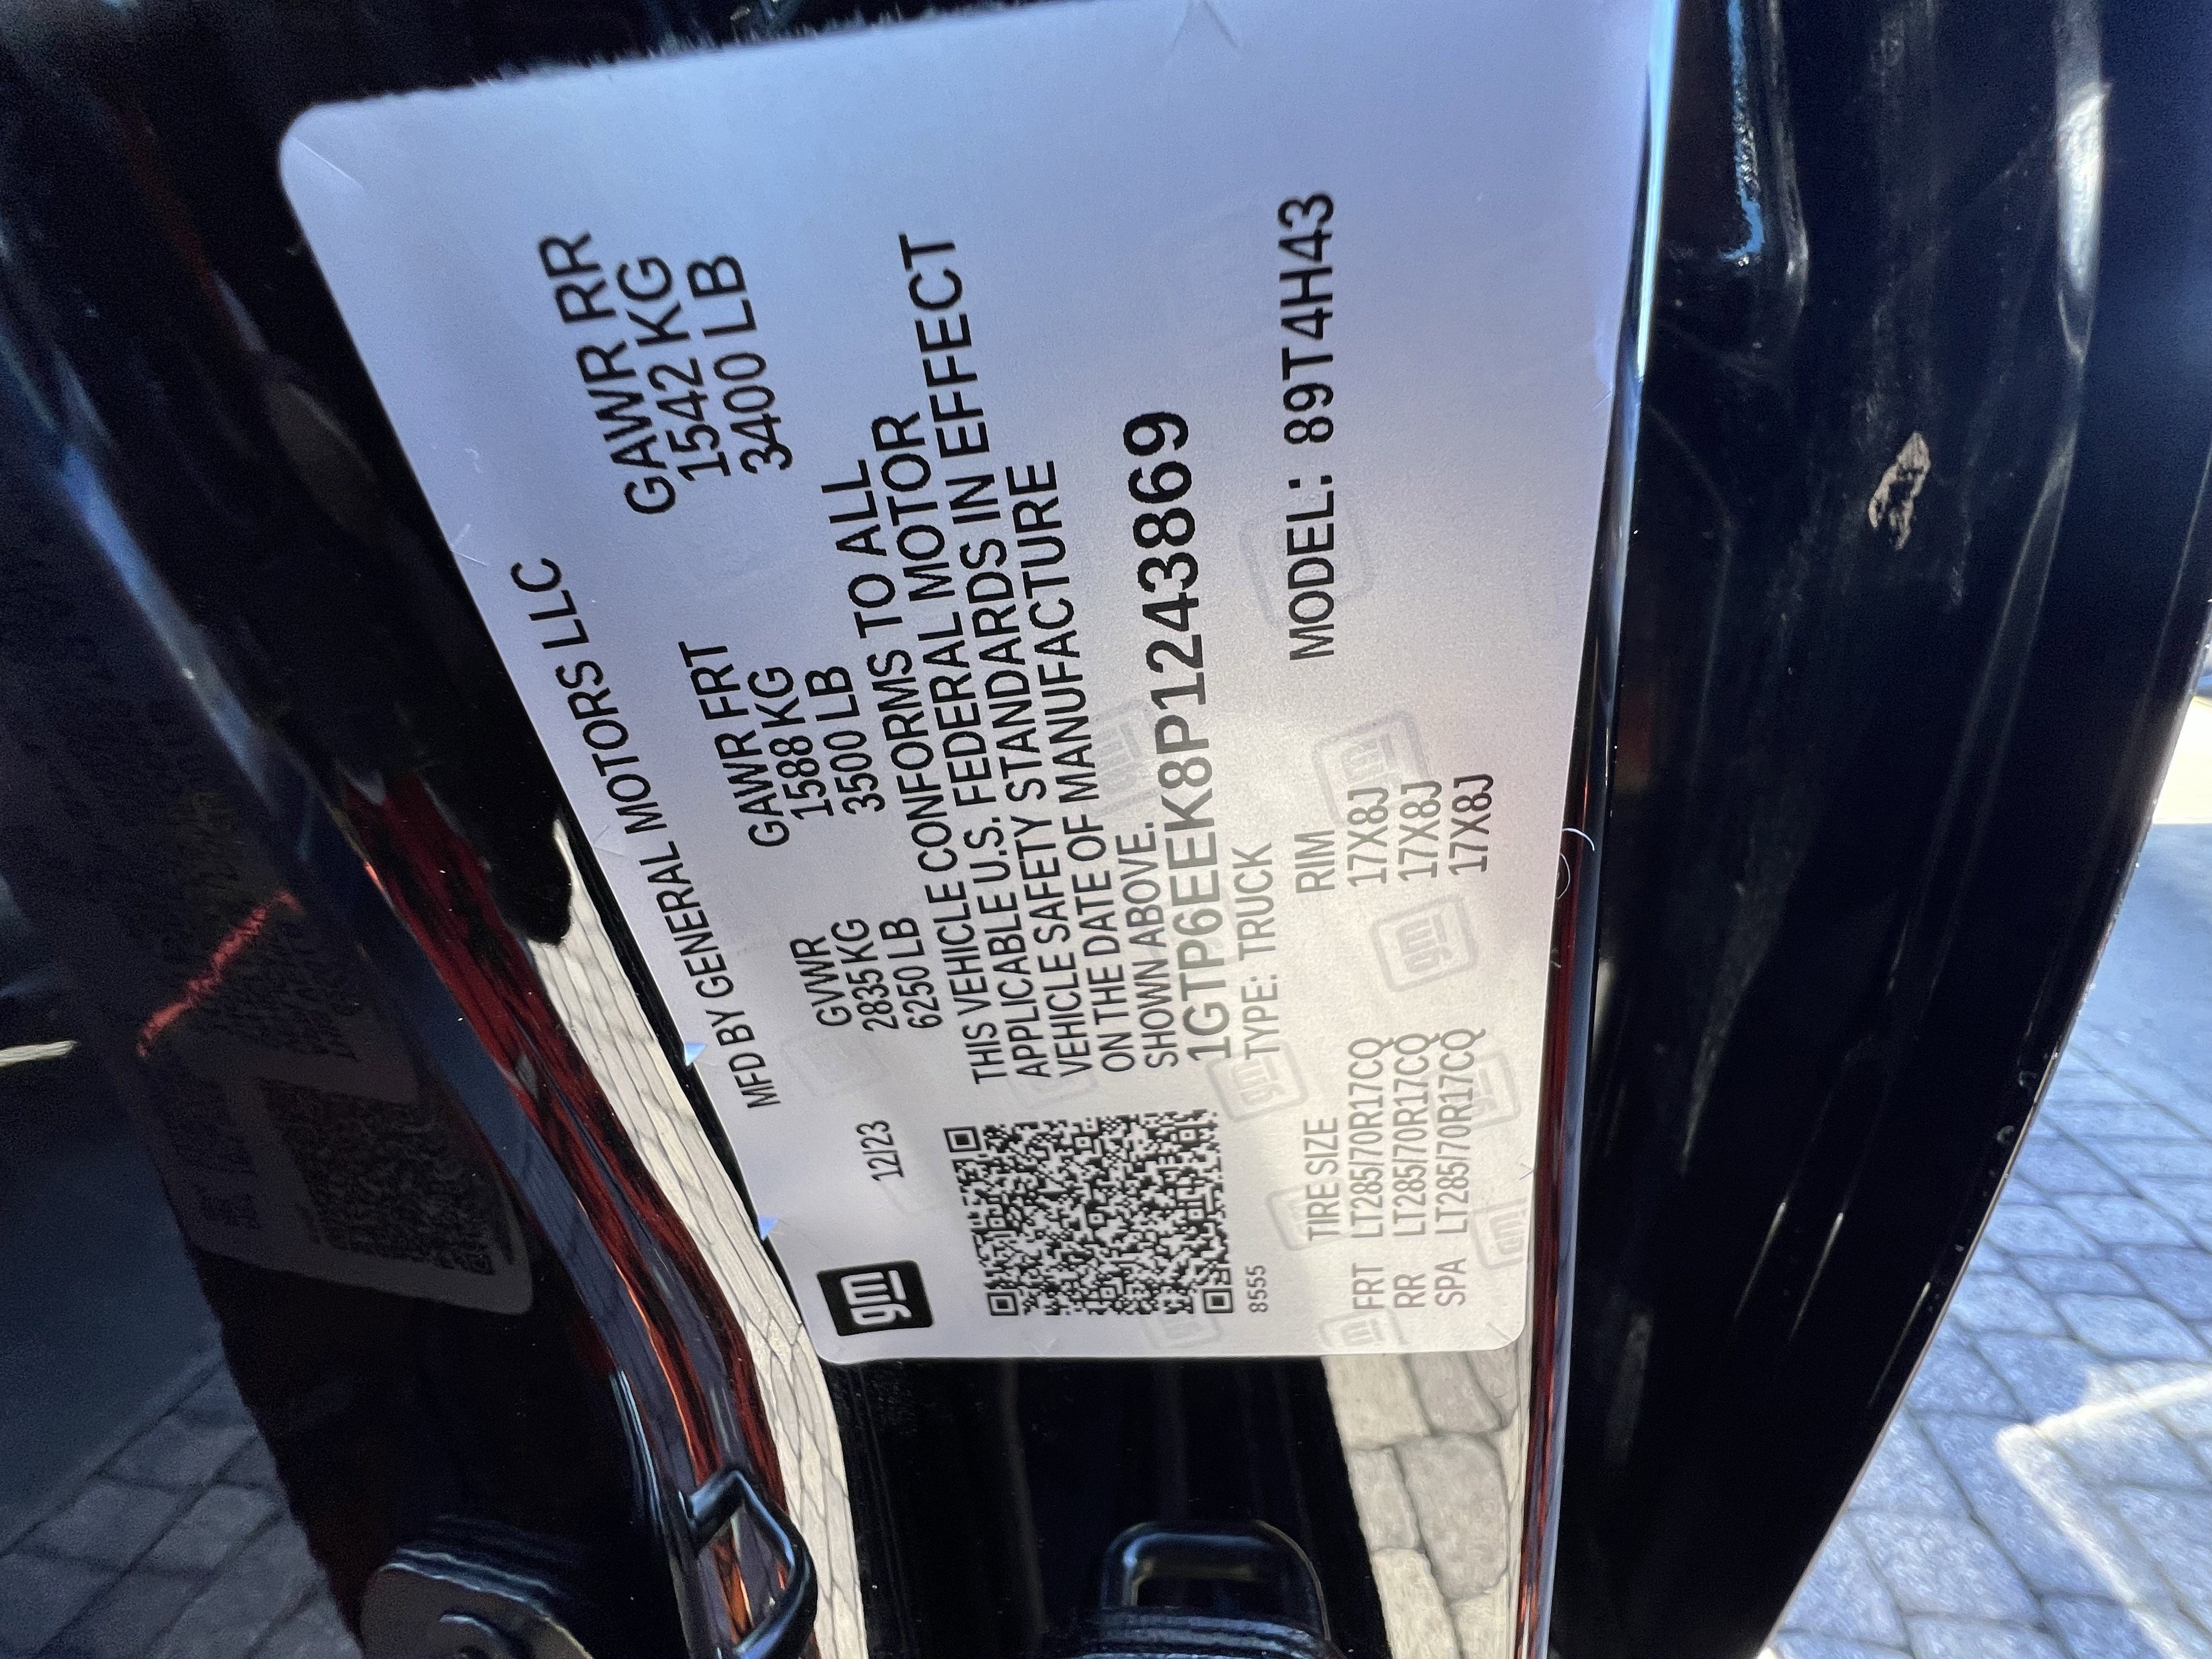 gm
12/23
MFD BY GENERAL MOTORS LLC
GVWR GAWR FRT GAWR RR
2835 KG 1588 KG 1542 KG
6250 LB 3500 LB 3400 LB
THIS VEHICLE CONFORMS TO ALL
APPLICABLE U.S. FEDERAL MOTOR
VEHICLE SAFETY STANDARDS IN EFFECT
ON THE DATE OF MANUFACTURE
SHOWN ABOVE.
1GTP6EEK8P1243869
8555
TYPE: TRUCK MODEL: 89T4H43
TIRE SIZE RIM
FRT LT285/70R17CQ 17X8J
RR LT285/70R17CQ 17X8J
SPA LT285/70R17CQ 17X8J